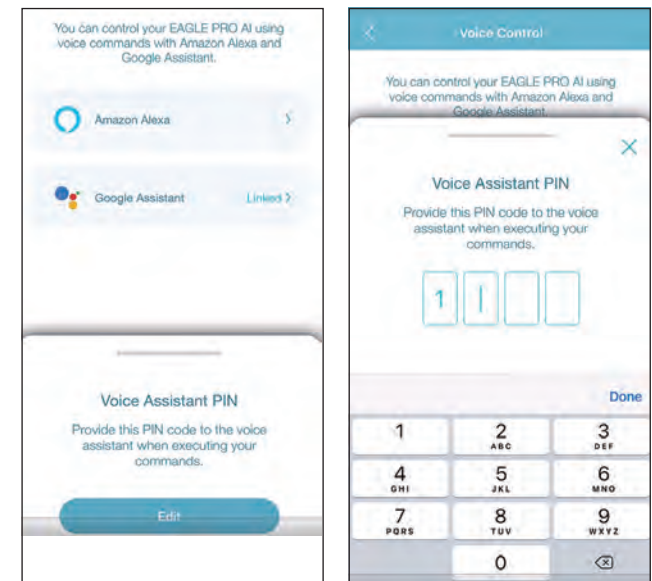 You can control your EAGLE PRO AI using
voice commands with Amazon Alexa and
Google Assistant.
Amazon Alexa >
Google Assistant Linked >
Voice Assistant PIN
Provide this PIN code to the voice
assistant when executing your
commands.
Edit
Voice Control
You can control your EAGLE PRO AI using
voice commands with Amazon Alexa and
Google Assistant.
Voice Assistant PIN
Provide this PIN code to the voice
assistant when executing your
commands.
1
Done
1 2 3
ABC DEF
4 5 6
GHI JKL MNO
7 8 9
PQRS TUV WXYZ
0